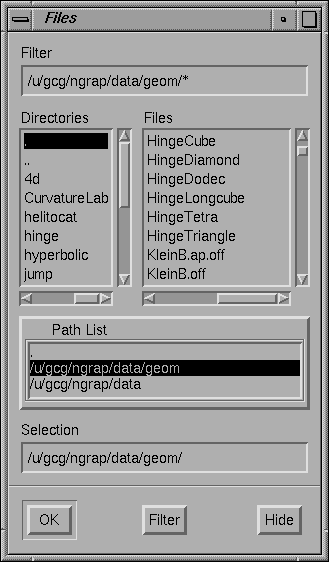 Files
Filter
/u/gcg/ngrap/data/geom/*
Directories
.
..
4d
CurvatureLab
helitocat
hinge
hyperbolic
jump
Files
HingeCube
HingeDiamond
HingeDodec
HingeLongcube
HingeTetra
HingeTriangle
KleinB.ap.off
KleinB.off
Path List
.
/u/gcg/ngrap/data/geom
/u/gcg/ngrap/data
Selection
/u/gcg/ngrap/data/geom/
OK
Filter
Hide